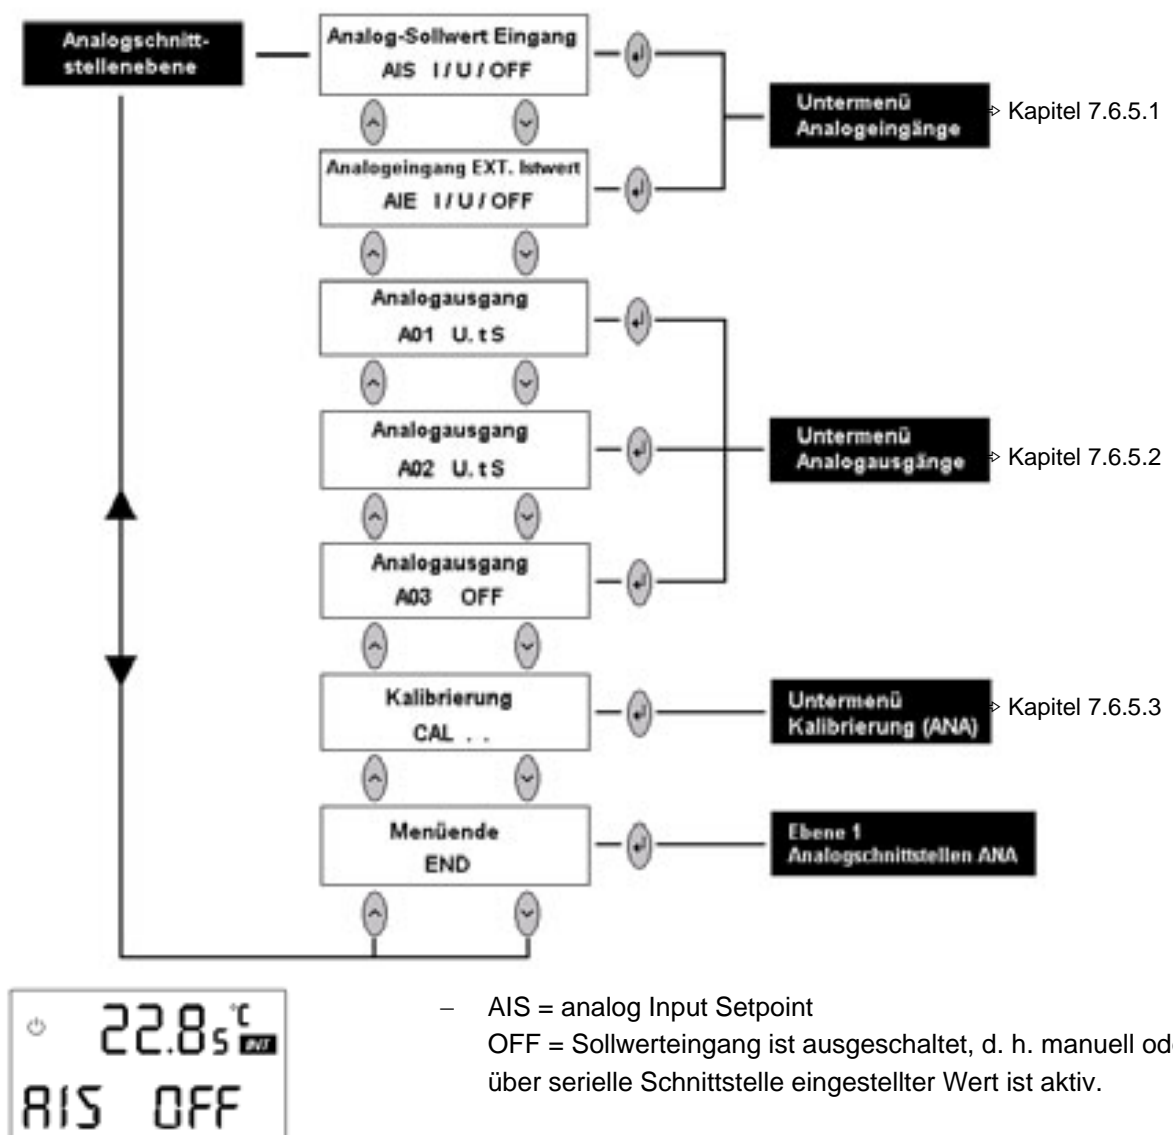 Analogschnitt-
stellenebene
Analog-Sollwert Eingang
AIS I / U / OFF
Analogeingang EXT. Istwert
AIE I / U / OFF
Untermenü
Analogeingänge
Kapitel 7.6.5.1
Analogausgang
A01 U. t S
Analogausgang
A02 U. t S
Analogausgang
A03 OFF
Untermenü
Analogausgänge
Kapitel 7.6.5.2
Kalibrierung
CAL . .
Untermenü
Kalibrierung (ANA)
Kapitel 7.6.5.3
Menüende
END
Ebene 1
Analogschnittstellen ANA
22.8s °C
INT
AIS OFF
– AIS = analog Input Setpoint
OFF = Sollwerteingang ist ausgeschaltet, d. h. manuell od
über serielle Schnittstelle eingestellter Wert ist aktiv.